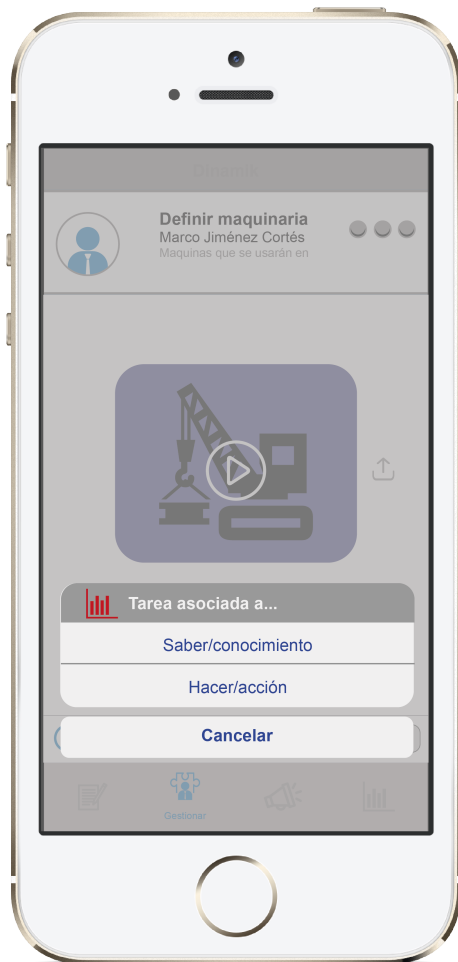 Definir maquinaria
Marco Jiménez Cortés
Maquinas que se usarán en
Tarea asociada a...
Saber/conocimiento
Hacer/acción
Cancelar
Gestionar